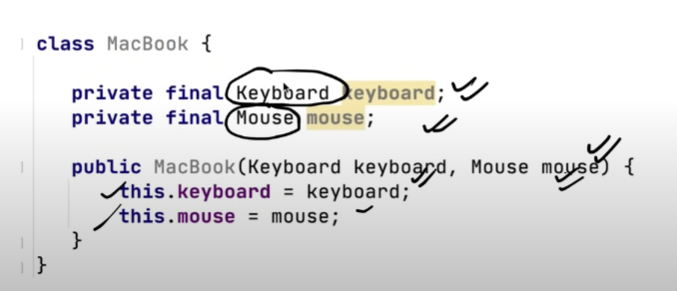 class MacBook {
private final Keyboard keyboard;
private final Mouse mouse;
public MacBook(Keyboard keyboard, Mouse mouse) {
this.keyboard = keyboard;
this.mouse = mouse;
}
}